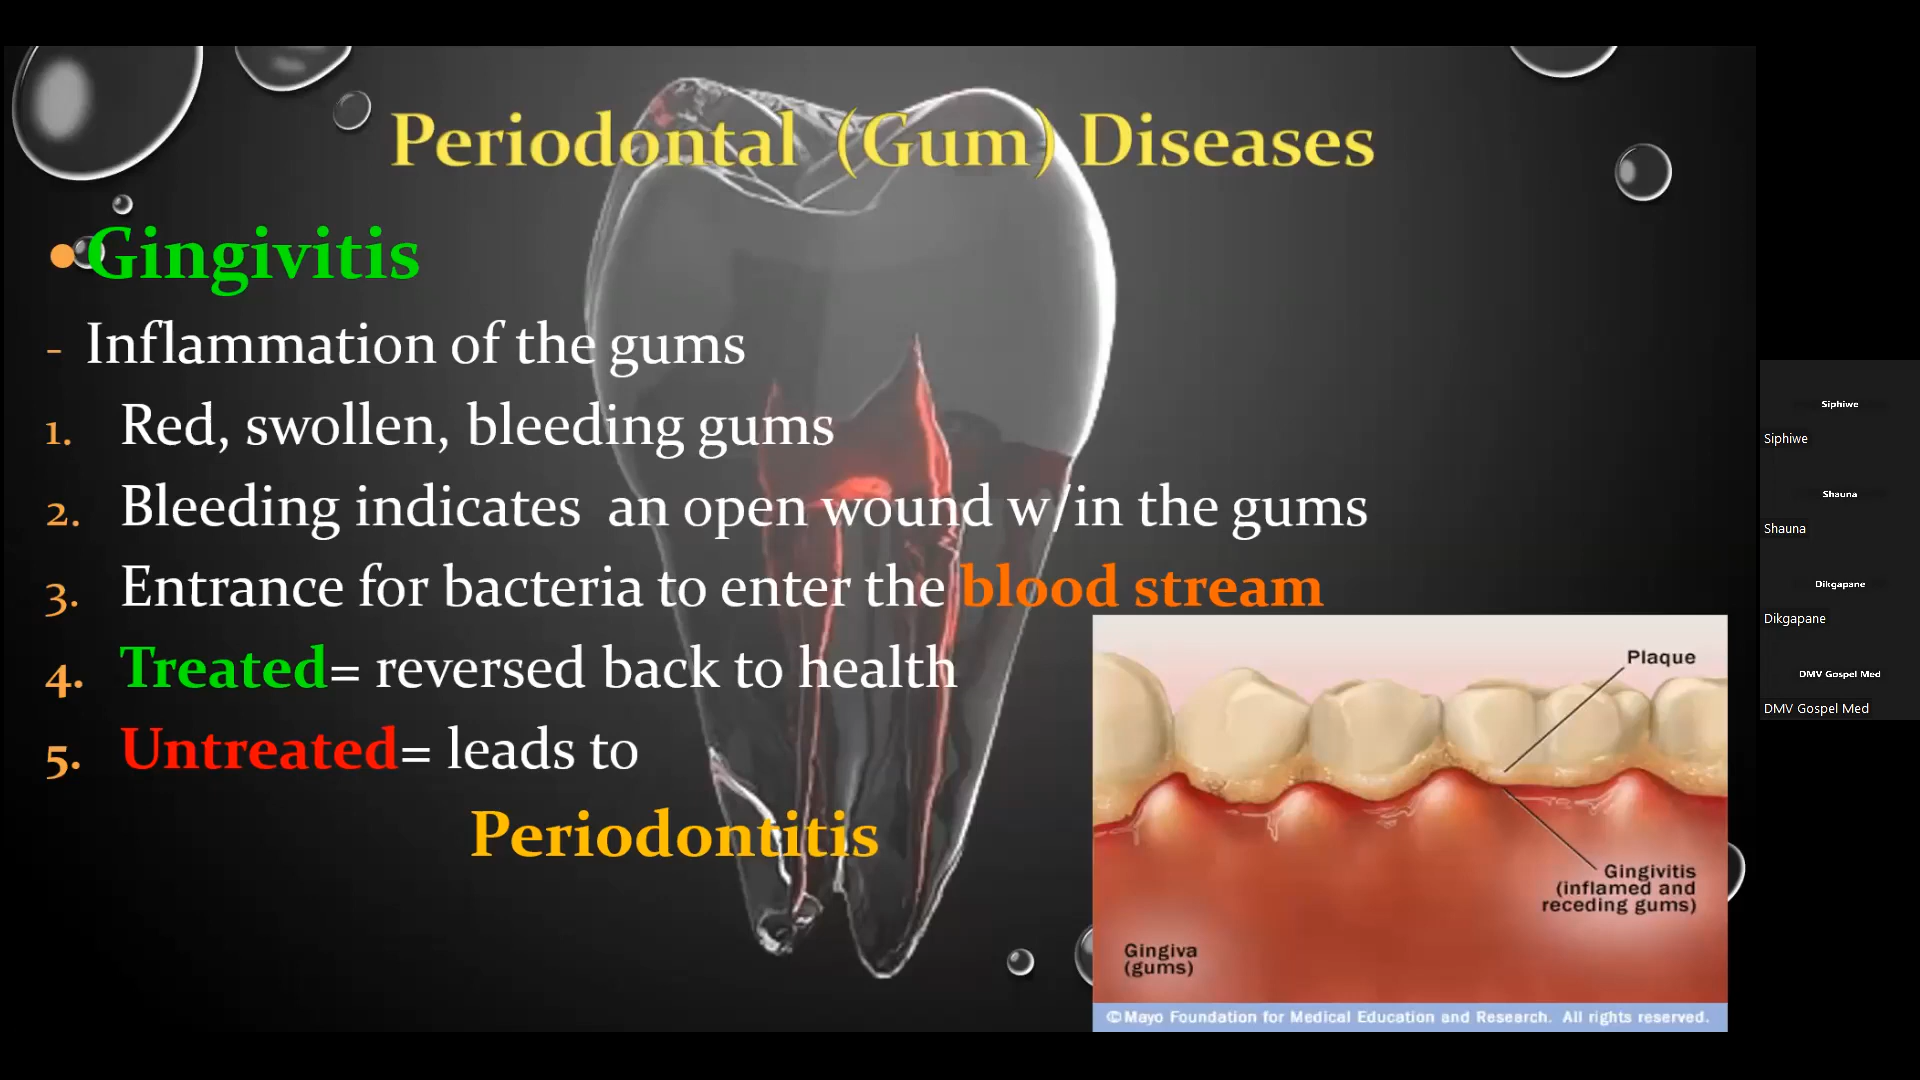 Periodontal (Gum) Diseases
•Gingivitis
- Inflammation of the gums
1. Red, swollen, bleeding gums
2. Bleeding indicates an open wound w/in the gums
3. Entrance for bacteria to enter the blood stream
4. Treated= reversed back to health
5. Untreated= leads to
Periodontitis
Plaque
Gingivitis
(inflamed and
receding gums)
Gingiva
(gums)
©Mayo Foundation for Medical Education and Research. All rights reserved.
Siphiwe
Siphiwe
Shauna
Shauna
Dikgapane
Dikgapane
DMV Gospel Med
DMV Gospel Med